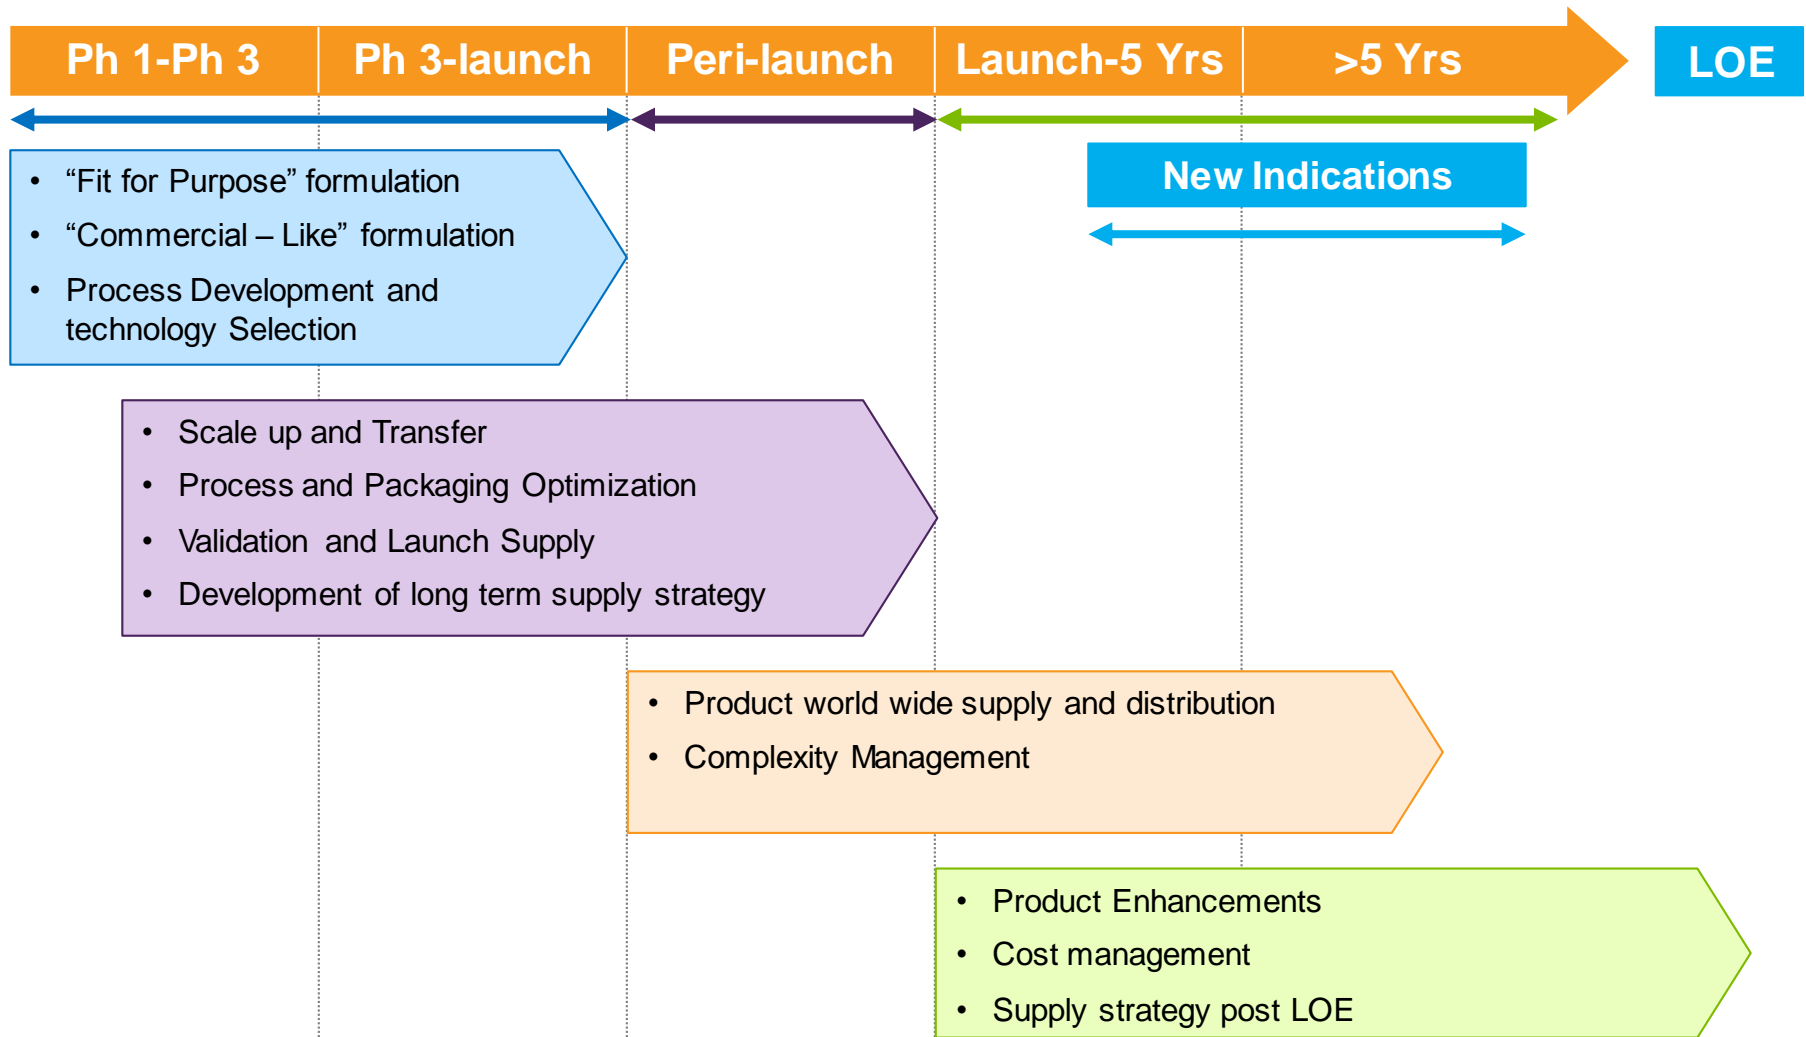 Ph 1-Ph 3
Ph 3-launch
Peri-launch
Launch-5 Yrs
>5 Yrs
LOE
New Indications
• “Fit for Purpose” formulation
• “Commercial – Like” formulation
• Process Development and
technology Selection
• Scale up and Transfer
• Process and Packaging Optimization
• Validation and Launch Supply
• Development of long term supply strategy
• Product world wide supply and distribution
• Complexity Management
• Product Enhancements
• Cost management
• Supply strategy post LOE